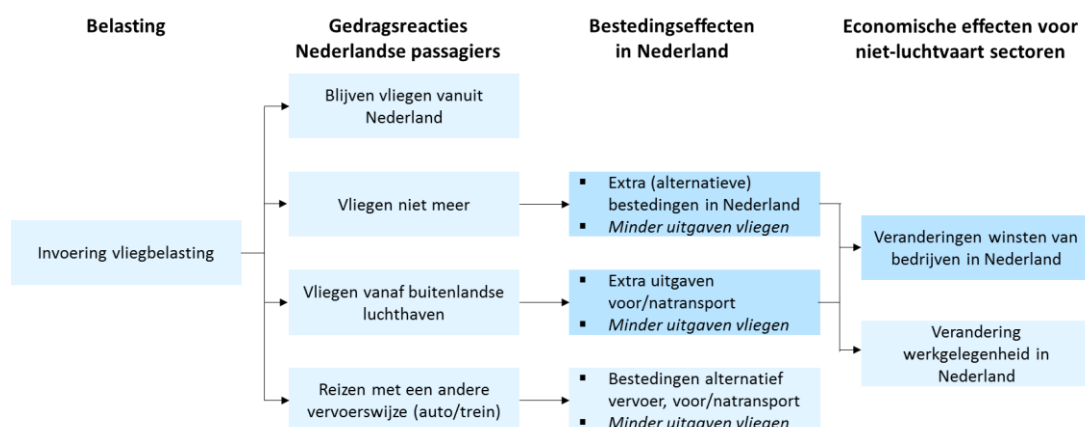 Belasting
Gedragsreacties
Nederlandse passagiers
Bestedingseffecten
in Nederland
Economische effecten voor
niet-luchtvaart sectoren
Blijven vliegen vanuit
Nederland
Vliegen niet meer
▪ Extra (alternatieve)
bestedingen in Nederland
▪ Minder uitgaven vliegen
Invoering vliegbelasting
Veranderingen winsten van
bedrijven in Nederland
Vliegen vanaf buitenlandse
luchthaven
▪ Extra uitgaven
voor/natransport
▪ Minder uitgaven vliegen
Verandering
werkgelegenheid in
Nederland
Reizen met een andere
vervoerswijze (auto/trein)
▪ Bestedingen alternatief
vervoer, voor/natransport
▪ Minder uitgaven vliegen